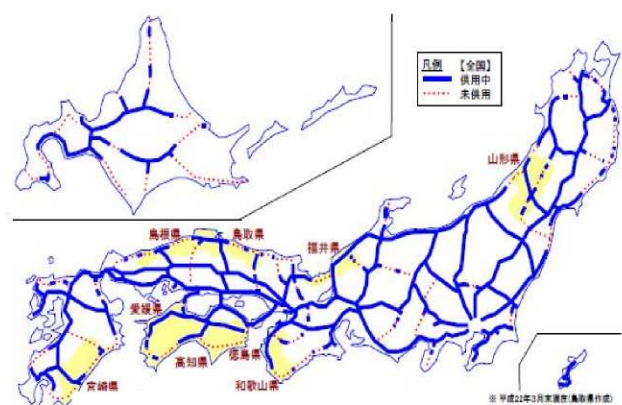 凡例 【全国】
供用中
未供用
山形県
島根県
鳥取県
福井県
愛媛県
高知県
徳島県
和歌山県
宮崎県
※ 平成22年3月末現在(鳥取県作成)